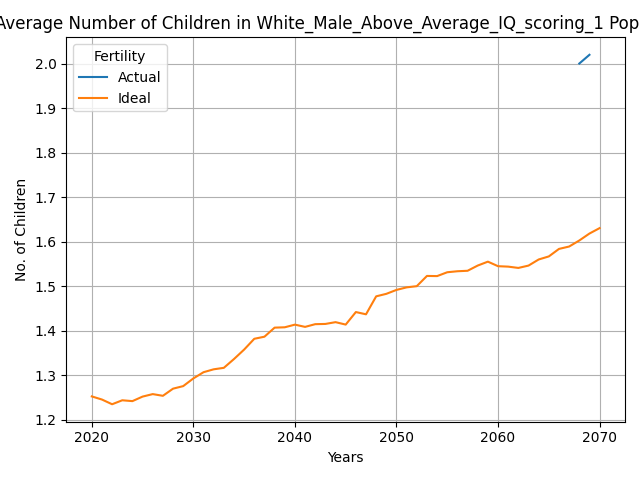 Average Number of Children in White_Male_Above_Average_IQ_scoring_1 Pop
Fertility
Actual
Ideal
2.0
1.9
1.8
1.7
1.6
1.5
1.4
1.3
1.2
No. of Children
2020 2030 2040 2050 2060 2070
Years